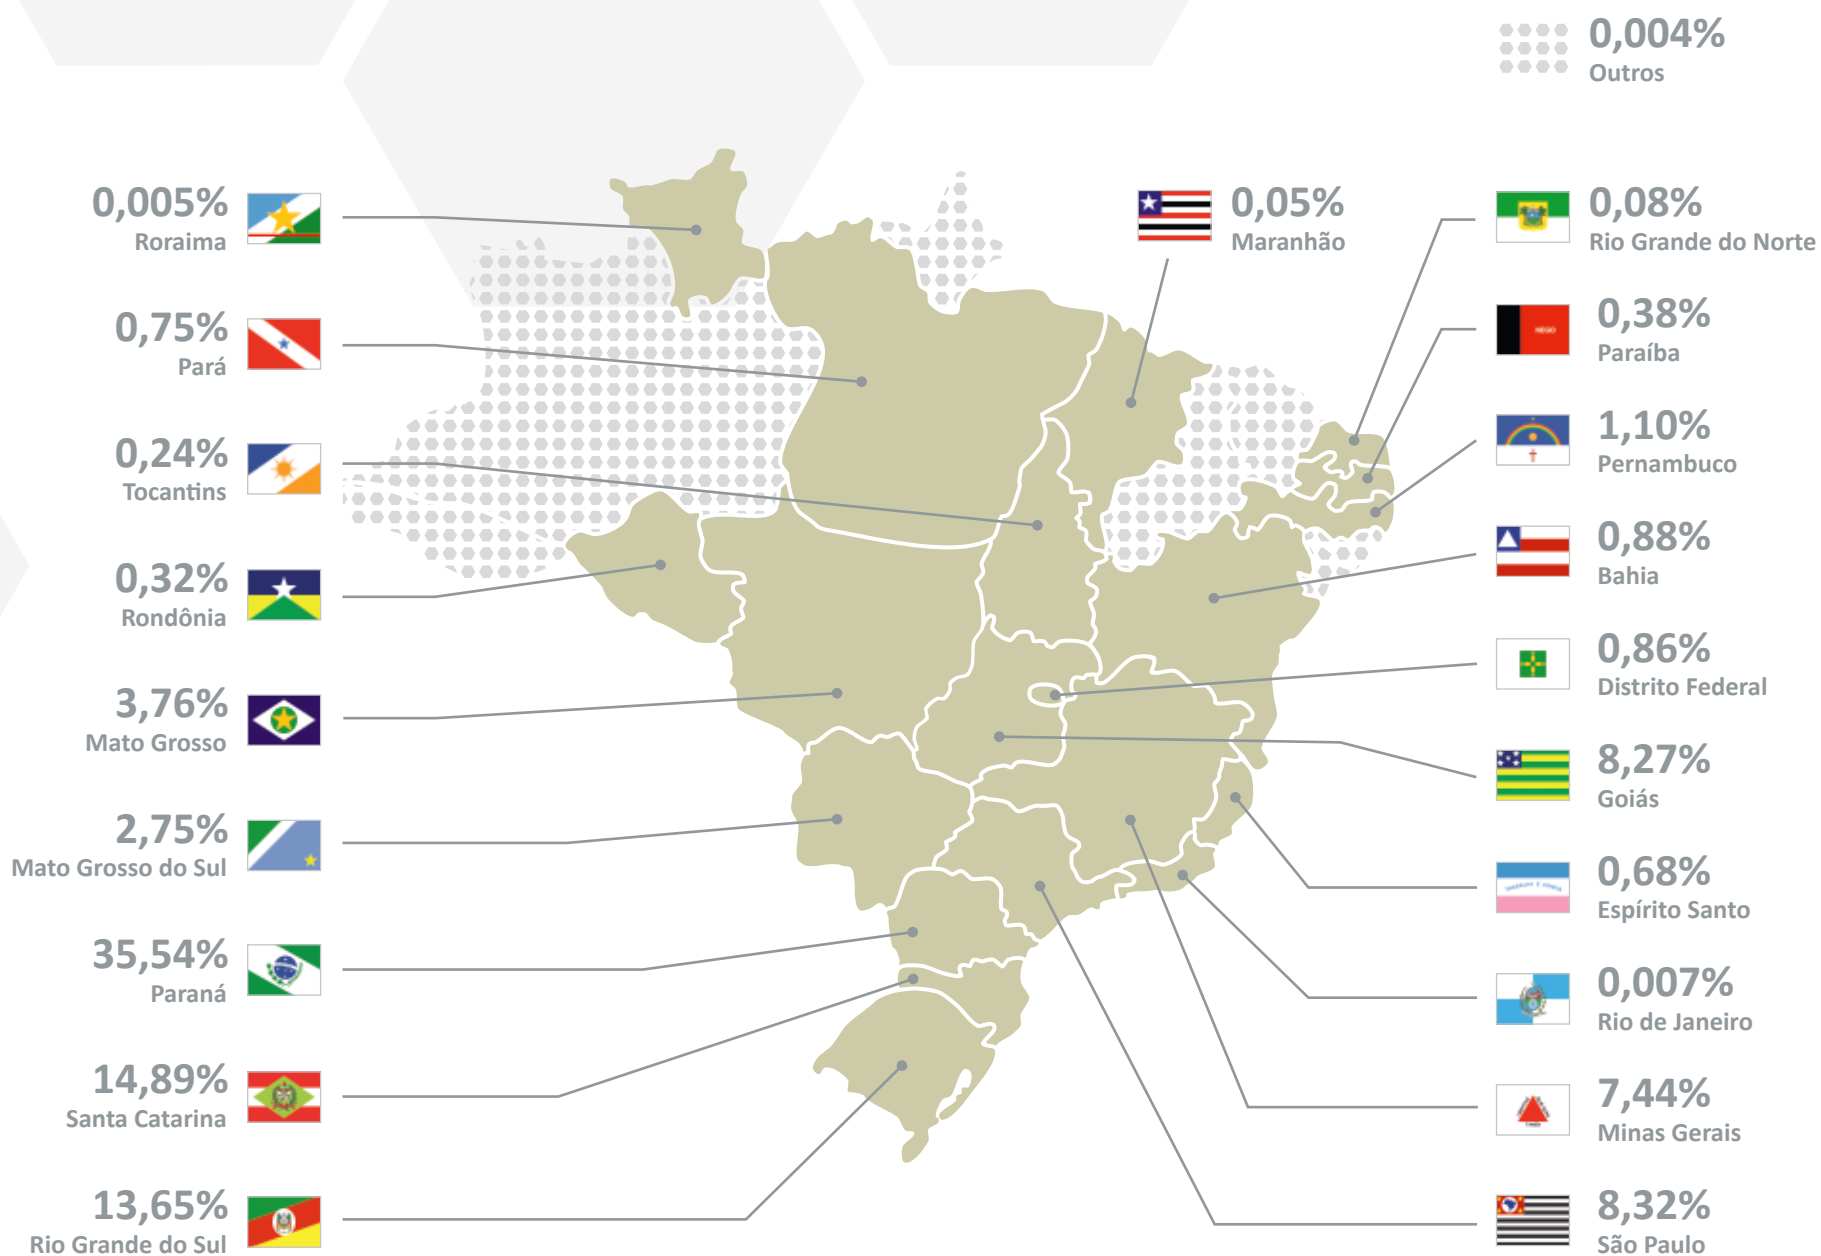 0,004%
Outros
0,005%
Roraima
0,75%
Pará
0,24%
Tocantins
0,32%
Rondônia
3,76%
Mato Grosso
2,75%
Mato Grosso do Sul
35,54%
Paraná
14,89%
Santa Catarina
13,65%
Rio Grande do Sul
0,05%
Maranhão
0,08%
Rio Grande do Norte
NEGO
0,38%
Paraíba
1,10%
Pernambuco
0,88%
Bahia
0,86%
Distrito Federal
8,27%
Goiás
0,68%
Espírito Santo
0,007%
Rio de Janeiro
7,44%
Minas Gerais
8,32%
São Paulo